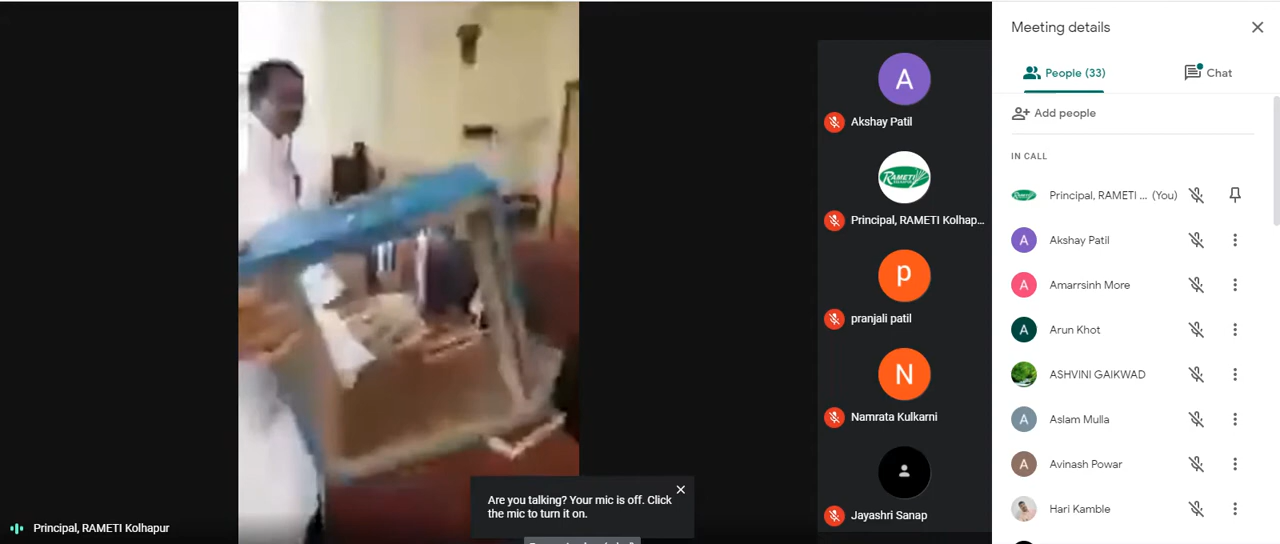 Principal, RAMETI Kolhapur
Are you talking? Your mic is off. Click
the mic to turn it on.
A
Akshay Patil
RAMETI
Principal, RAMETI Kolhap...
p
pranjali patil
N
Namrata Kulkarni
Jayashri Sanap
Meeting details
People (33)
Chat
Add people
IN CALL
Principal, RAMETI ... (You)
A Akshay Patil
A Amarrsinh More
A Arun Khot
ASHVINI GAIKWAD
A Aslam Mulla
A Avinash Powar
Hari Kamble